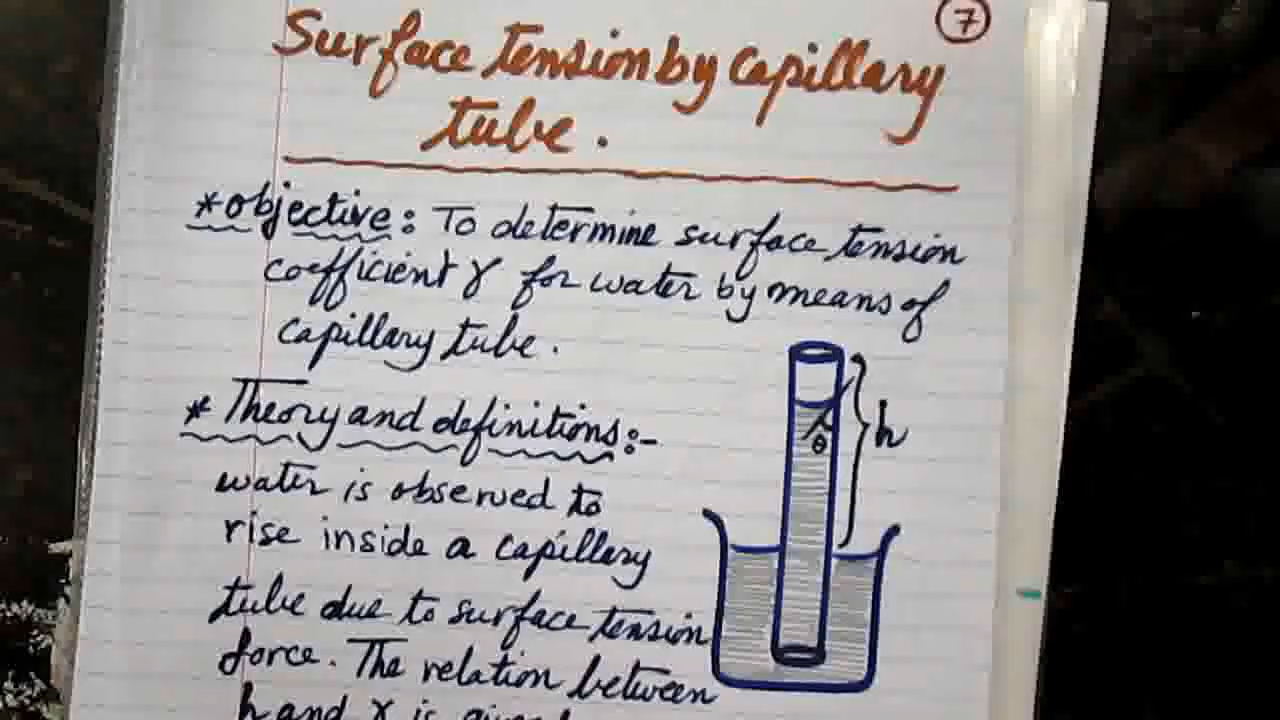 7
Surface tension by capillary
tube.
*objective: To determine surface tension
coefficient γ for water by means of
capillary tube.
* Theory and definitions:-
water is observed to
rise inside a capillary
tube due to surface tension
force. The relation between
h and γ is
h
θ